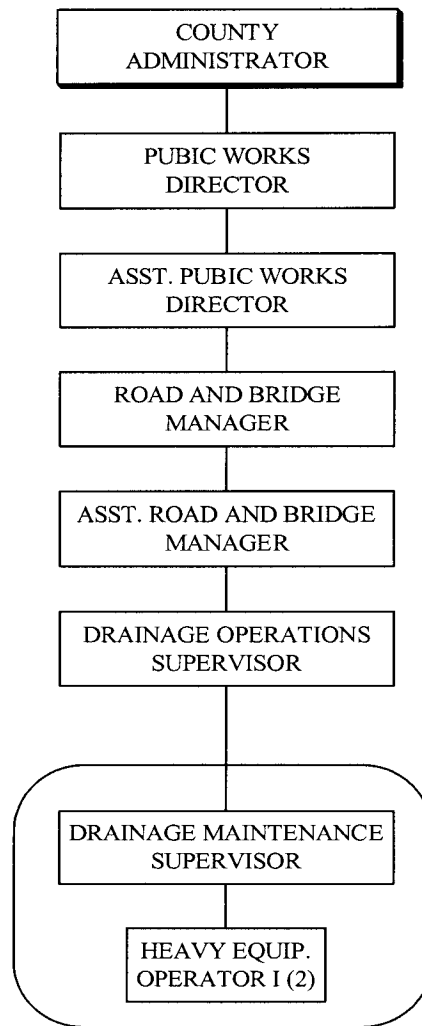 COUNTY
ADMINISTRATOR
PUBIC WORKS
DIRECTOR
ASST. PUBIC WORKS
DIRECTOR
ROAD AND BRIDGE
MANAGER
ASST. ROAD AND BRIDGE
MANAGER
DRAINAGE OPERATIONS
SUPERVISOR
DRAINAGE MAINTENANCE
SUPERVISOR
HEAVY EQUIP.
OPERATOR I (2)